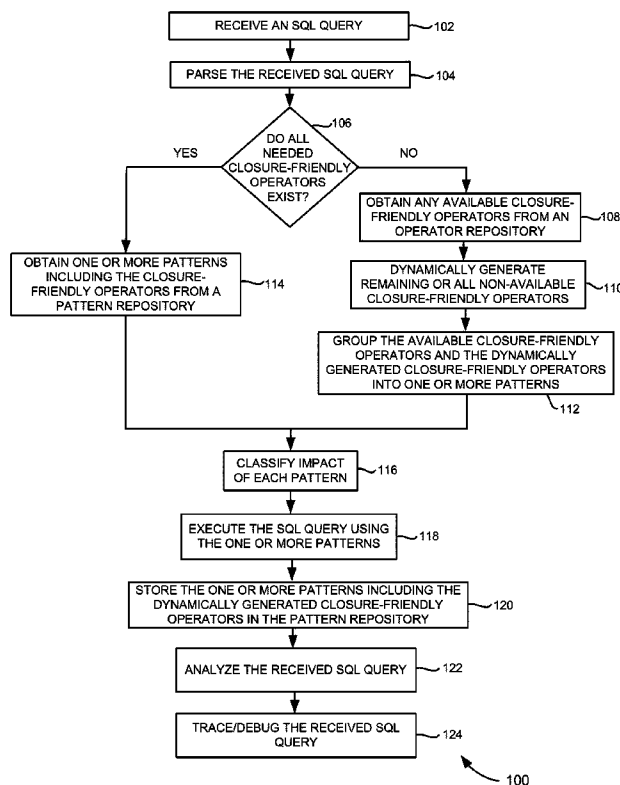 RECEIVE AN SQL QUERY
102
PARSE THE RECEIVED SQL QUERY
104
106
DO ALL
NEEDED
CLOSURE-FRIENDLY
OPERATORS
EXIST?
YES
NO
OBTAIN ANY AVAILABLE CLOSURE-
FRIENDLY OPERATORS FROM AN
OPERATOR REPOSITORY
108
OBTAIN ONE OR MORE PATTERNS
INCLUDING THE CLOSURE-
FRIENDLY OPERATORS FROM A
PATTERN REPOSITORY
114
DYNAMICALLY GENERATE
REMAINING OR ALL NON-AVAILABLE
CLOSURE-FRIENDLY OPERATORS
110
GROUP THE AVAILABLE CLOSURE-FRIENDLY
OPERATORS AND THE DYNAMICALLY
GENERATED CLOSURE-FRIENDLY OPERATORS
INTO ONE OR MORE PATTERNS
112
CLASSIFY IMPACT
OF EACH PATTERN
116
EXECUTE THE SQL QUERY USING
THE ONE OR MORE PATTERNS
118
STORE THE ONE OR MORE PATTERNS INCLUDING THE
DYNAMICALLY GENERATED CLOSURE-FRIENDLY
OPERATORS IN THE PATTERN REPOSITORY
120
ANALYZE THE RECEIVED SQL QUERY
122
TRACE/DEBUG THE RECEIVED SQL
QUERY
124
100